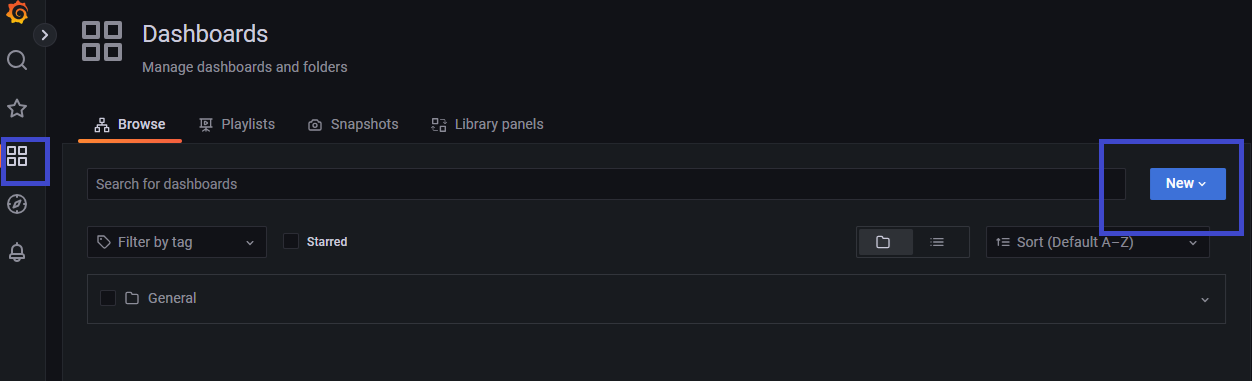 Dashboards
Manage dashboards and folders
Browse
Playlists
Snapshots
Library panels
Search for dashboards
New
Filter by tag
Starred
Sort (Default A–Z)
General